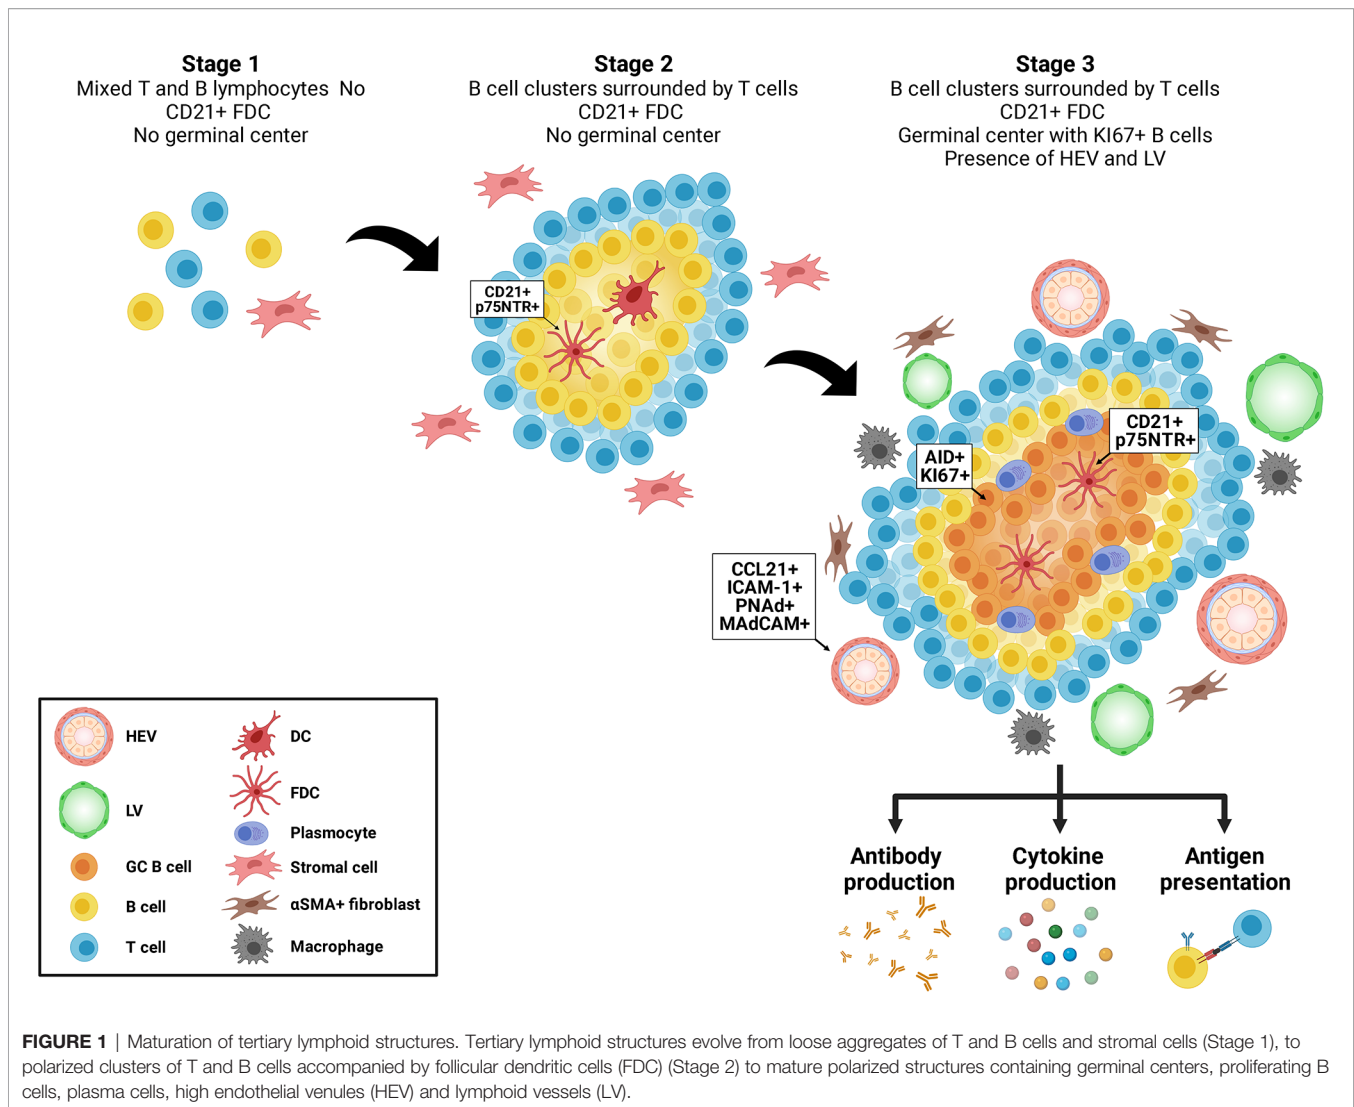 Stage 1
Mixed T and B lymphocytes No
CD21+ FDC
No germinal center
Stage 2
B cell clusters surrounded by T cells
CD21+ FDC
No germinal center
Stage 3
B cell clusters surrounded by T cells
CD21+ FDC
Germinal center with KI67+ B cells
Presence of HEV and LV
CD21+
p75NTR+
CD21+
p75NTR+
AID+
KI67+
CCL21+
ICAM-1+
PNAd+
MAdCAM+
HEV
LV
GC B cell
B cell
T cell
DC
FDC
Plasmocyte
Stromal cell
αSMA+ fibroblast
Macrophage
Antibody
production
Cytokine
production
Antigen
presentation
FIGURE 1 | Maturation of tertiary lymphoid structures. Tertiary lymphoid structures evolve from loose aggregates of T and B cells and stromal cells (Stage 1), to
polarized clusters of T and B cells accompanied by follicular dendritic cells (FDC) (Stage 2) to mature polarized structures containing germinal centers, proliferating B
cells, plasma cells, high endothelial venules (HEV) and lymphoid vessels (LV).